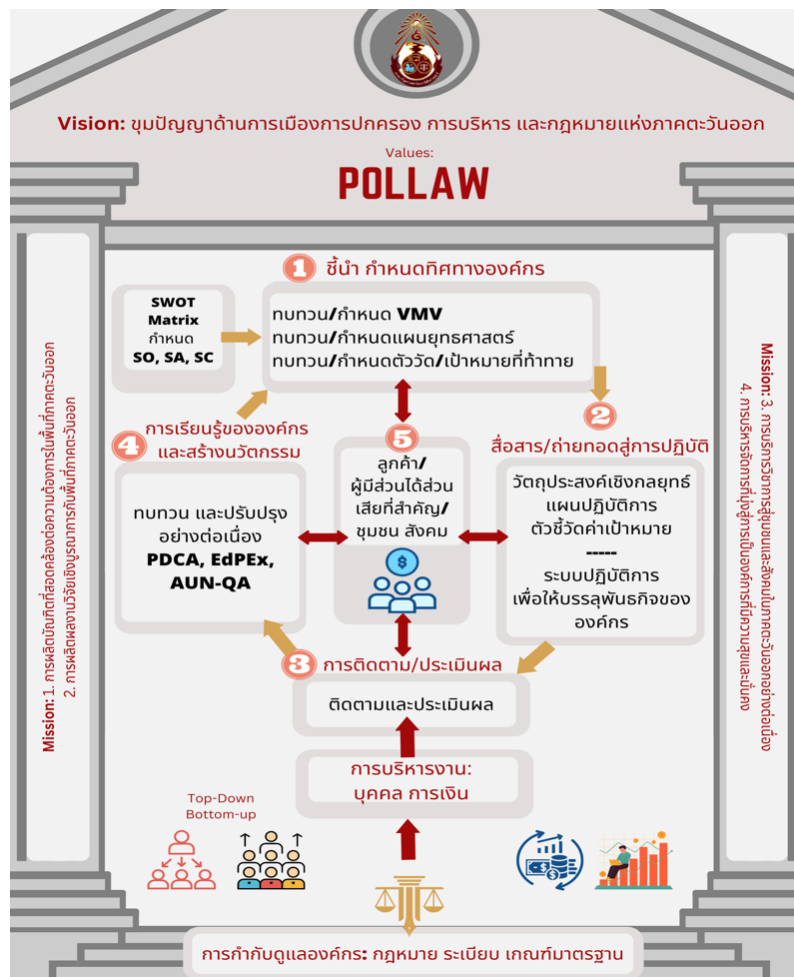 Vision: ขุมปัญญาด้านการเมืองการปกครอง การบริหาร และกฎหมายแห่งภาคตะวันออก
Values:
POLLAW
Mission: 1. การผลิตบัณฑิตที่สอดคล้องต่อความต้องการในพื้นที่ภาคตะวันออก
2. การผลิตผลงานวิจัยเชิงบูรณาการกับพื้นที่ภาคตะวันออก
1 ชี้นำ กำหนดทิศทางองค์กร
SWOT
Matrix
กำหนด
SO, SA, SC
ทบทวน/กำหนด VMV
ทบทวน/กำหนดแผนยุทธศาสตร์
ทบทวน/กำหนดตัววัด/เป้าหมายที่ท้าทาย
2
สื่อสาร/ถ่ายทอดสู่การปฏิบัติ
วัตถุประสงค์เชิงกลยุทธ์
แผนปฏิบัติการ
ตัวชี้วัดค่าเป้าหมาย
-----
ระบบปฏิบัติการ
เพื่อให้บรรลุพันธกิจของ
องค์กร
4 การเรียนรู้ขององค์กร
และสร้างนวัตกรรม
ทบทวน และปรับปรุง
อย่างต่อเนื่อง
PDCA, EdPEx,
AUN-QA
5
ลูกค้า/
ผู้มีส่วนได้ส่วน
เสียที่สำคัญ/
ชุมชน สังคม
$
3 การติดตาม/ประเมินผล
ติดตามและประเมินผล
การบริหารงาน:
บุคคล การเงิน
Top-Down
Bottom-up
การกำกับดูแลองค์กร: กฎหมาย ระเบียบ เกณฑ์มาตรฐาน
Mission: 3. การบริการวิชาการสู่ชุมชนและสังคมในภาคตะวันออกอย่างต่อเนื่อง
4. การบริหารจัดการที่มุ่งสู่การเป็นองค์การที่มีความสุขและมั่นคง